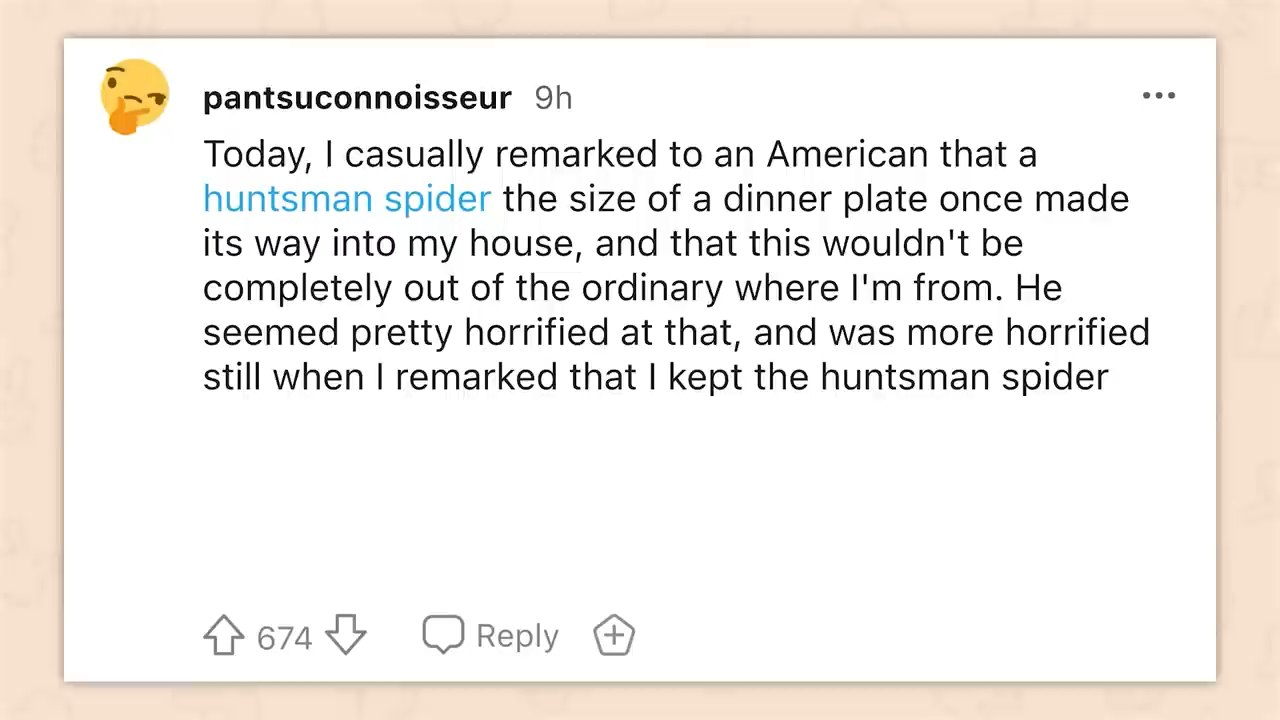 pantsuconnoisseur 9h
Today, I casually remarked to an American that a
huntsman spider the size of a dinner plate once made
its way into my house, and that this wouldn't be
completely out of the ordinary where I'm from. He
seemed pretty horrified at that, and was more horrified
still when I remarked that I kept the huntsman spider
674 Reply